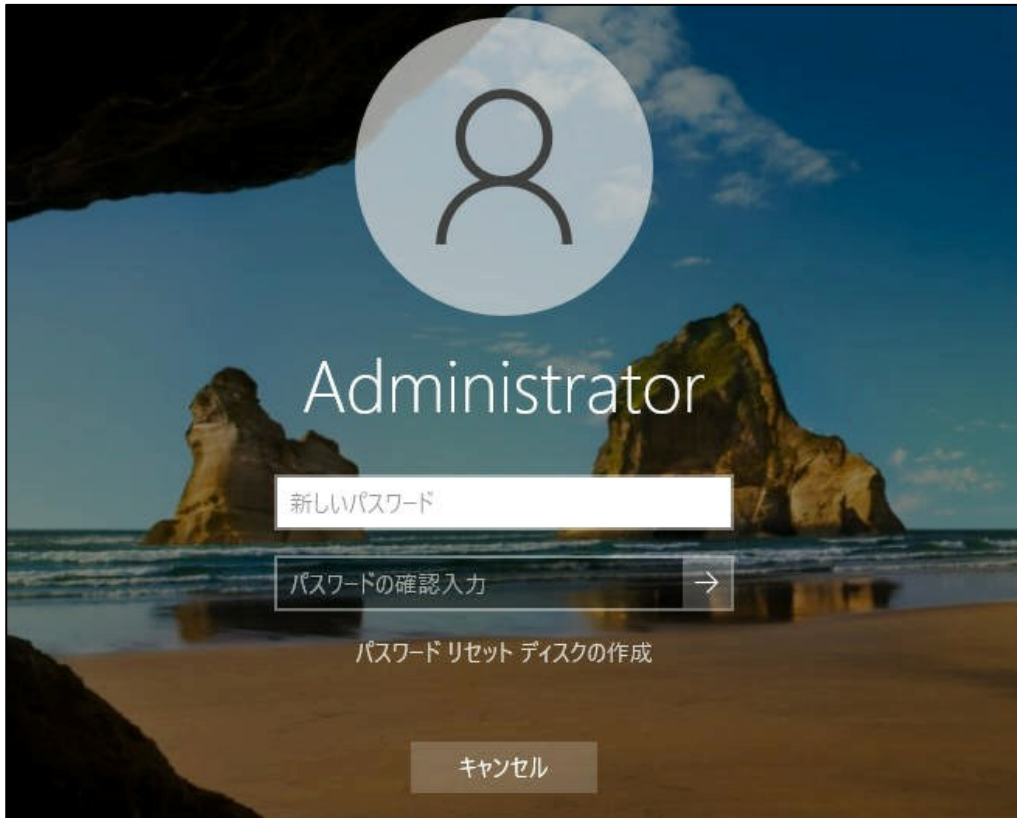 Administrator
新しいパスワード
パスワードの確認入力
パスワード リセット ディスクの作成
キャンセル